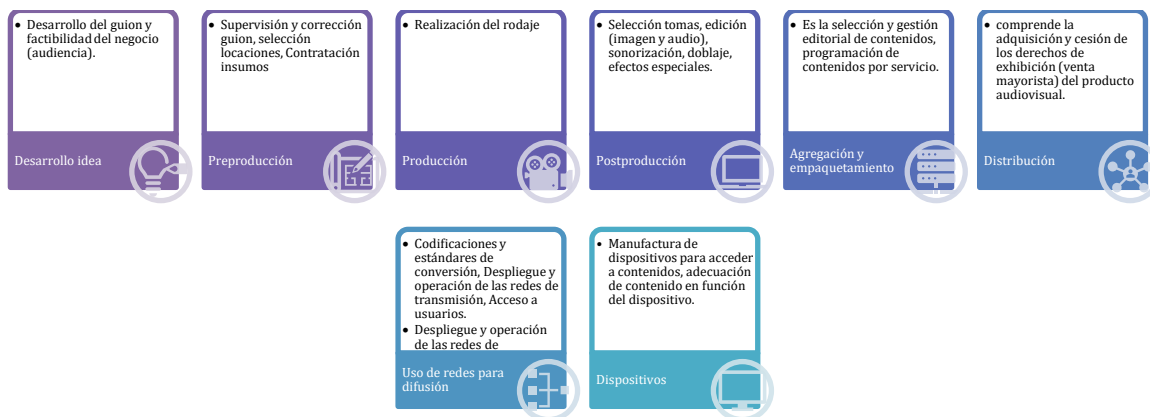 • Desarrollo del guion y
factibilidad del negocio
(audiencia).
Desarrollo idea
• Supervisión y corrección
guion, selección
locaciones, Contratación
insumos
Preproducción
• Realización del rodaje
Producción
• Selección tomas, edición
(imagen y audio),
sonorización, doblaje,
efectos especiales.
Postproducción
• Es la selección y gestión
editorial de contenidos,
programación de
contenidos por servicio.
Agregación y
empaquetamiento
• comprende la
adquisición y cesión de
los derechos de
exhibición (venta
mayorista) del producto
audiovisual.
Distribución
• Codificaciones y
estándares de
conversión, Despliegue y
operación de las redes de
transmisión, Acceso a
usuarios.
• Despliegue y operación
de las redes de
Uso de redes para
difusión
• Manufactura de
dispositivos para acceder
a contenidos, adecuación
de contenido en función
del dispositivo.
Dispositivos